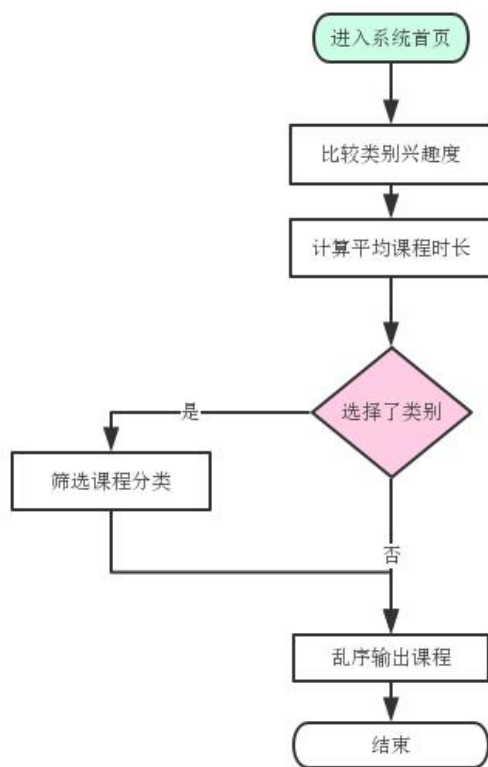 进入系统首页
比较类别兴趣度
计算平均课程时长
选择了类别
是
筛选课程分类
否
乱序输出课程
结束